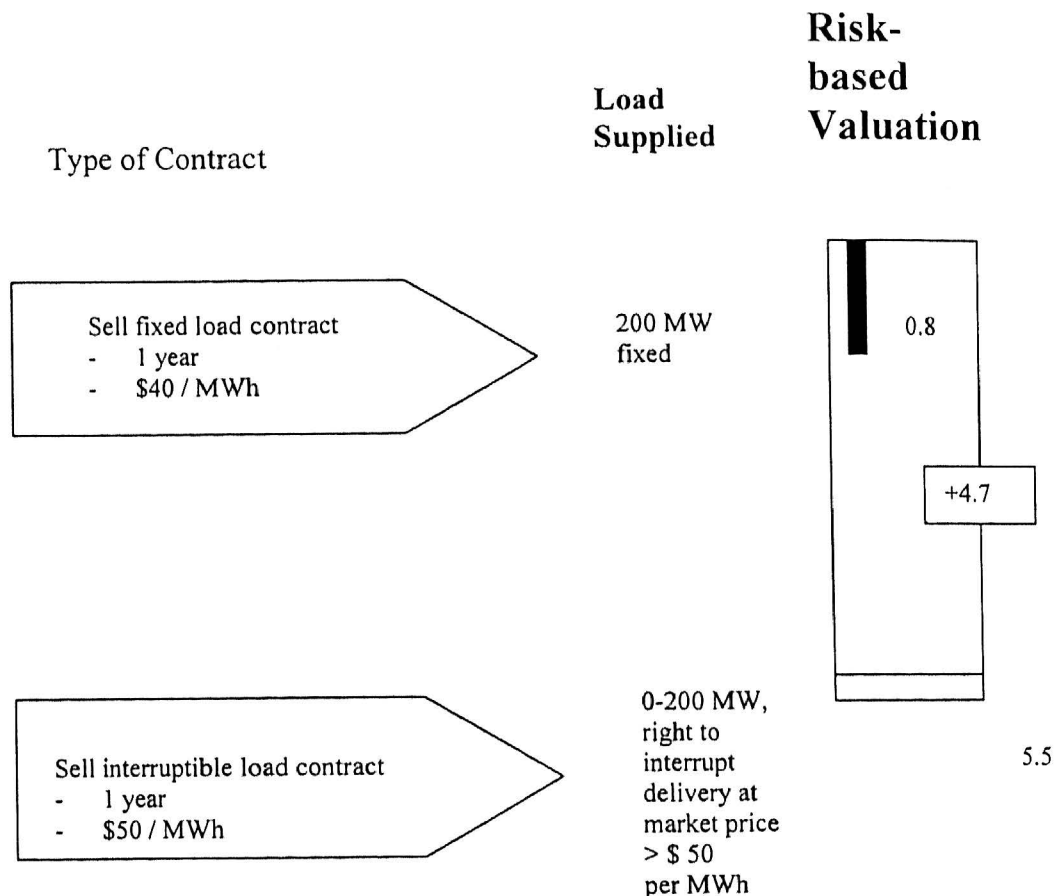 Type of Contract
Load
Supplied
Risk-
based
Valuation
Sell fixed load contract
- 1 year
- $40 / MWh
200 MW
fixed
0.8
+4.7
Sell interruptible load contract
- 1 year
- $50 / MWh
0-200 MW,
right to
interrupt
delivery at
market price
> $ 50
per MWh
5.5